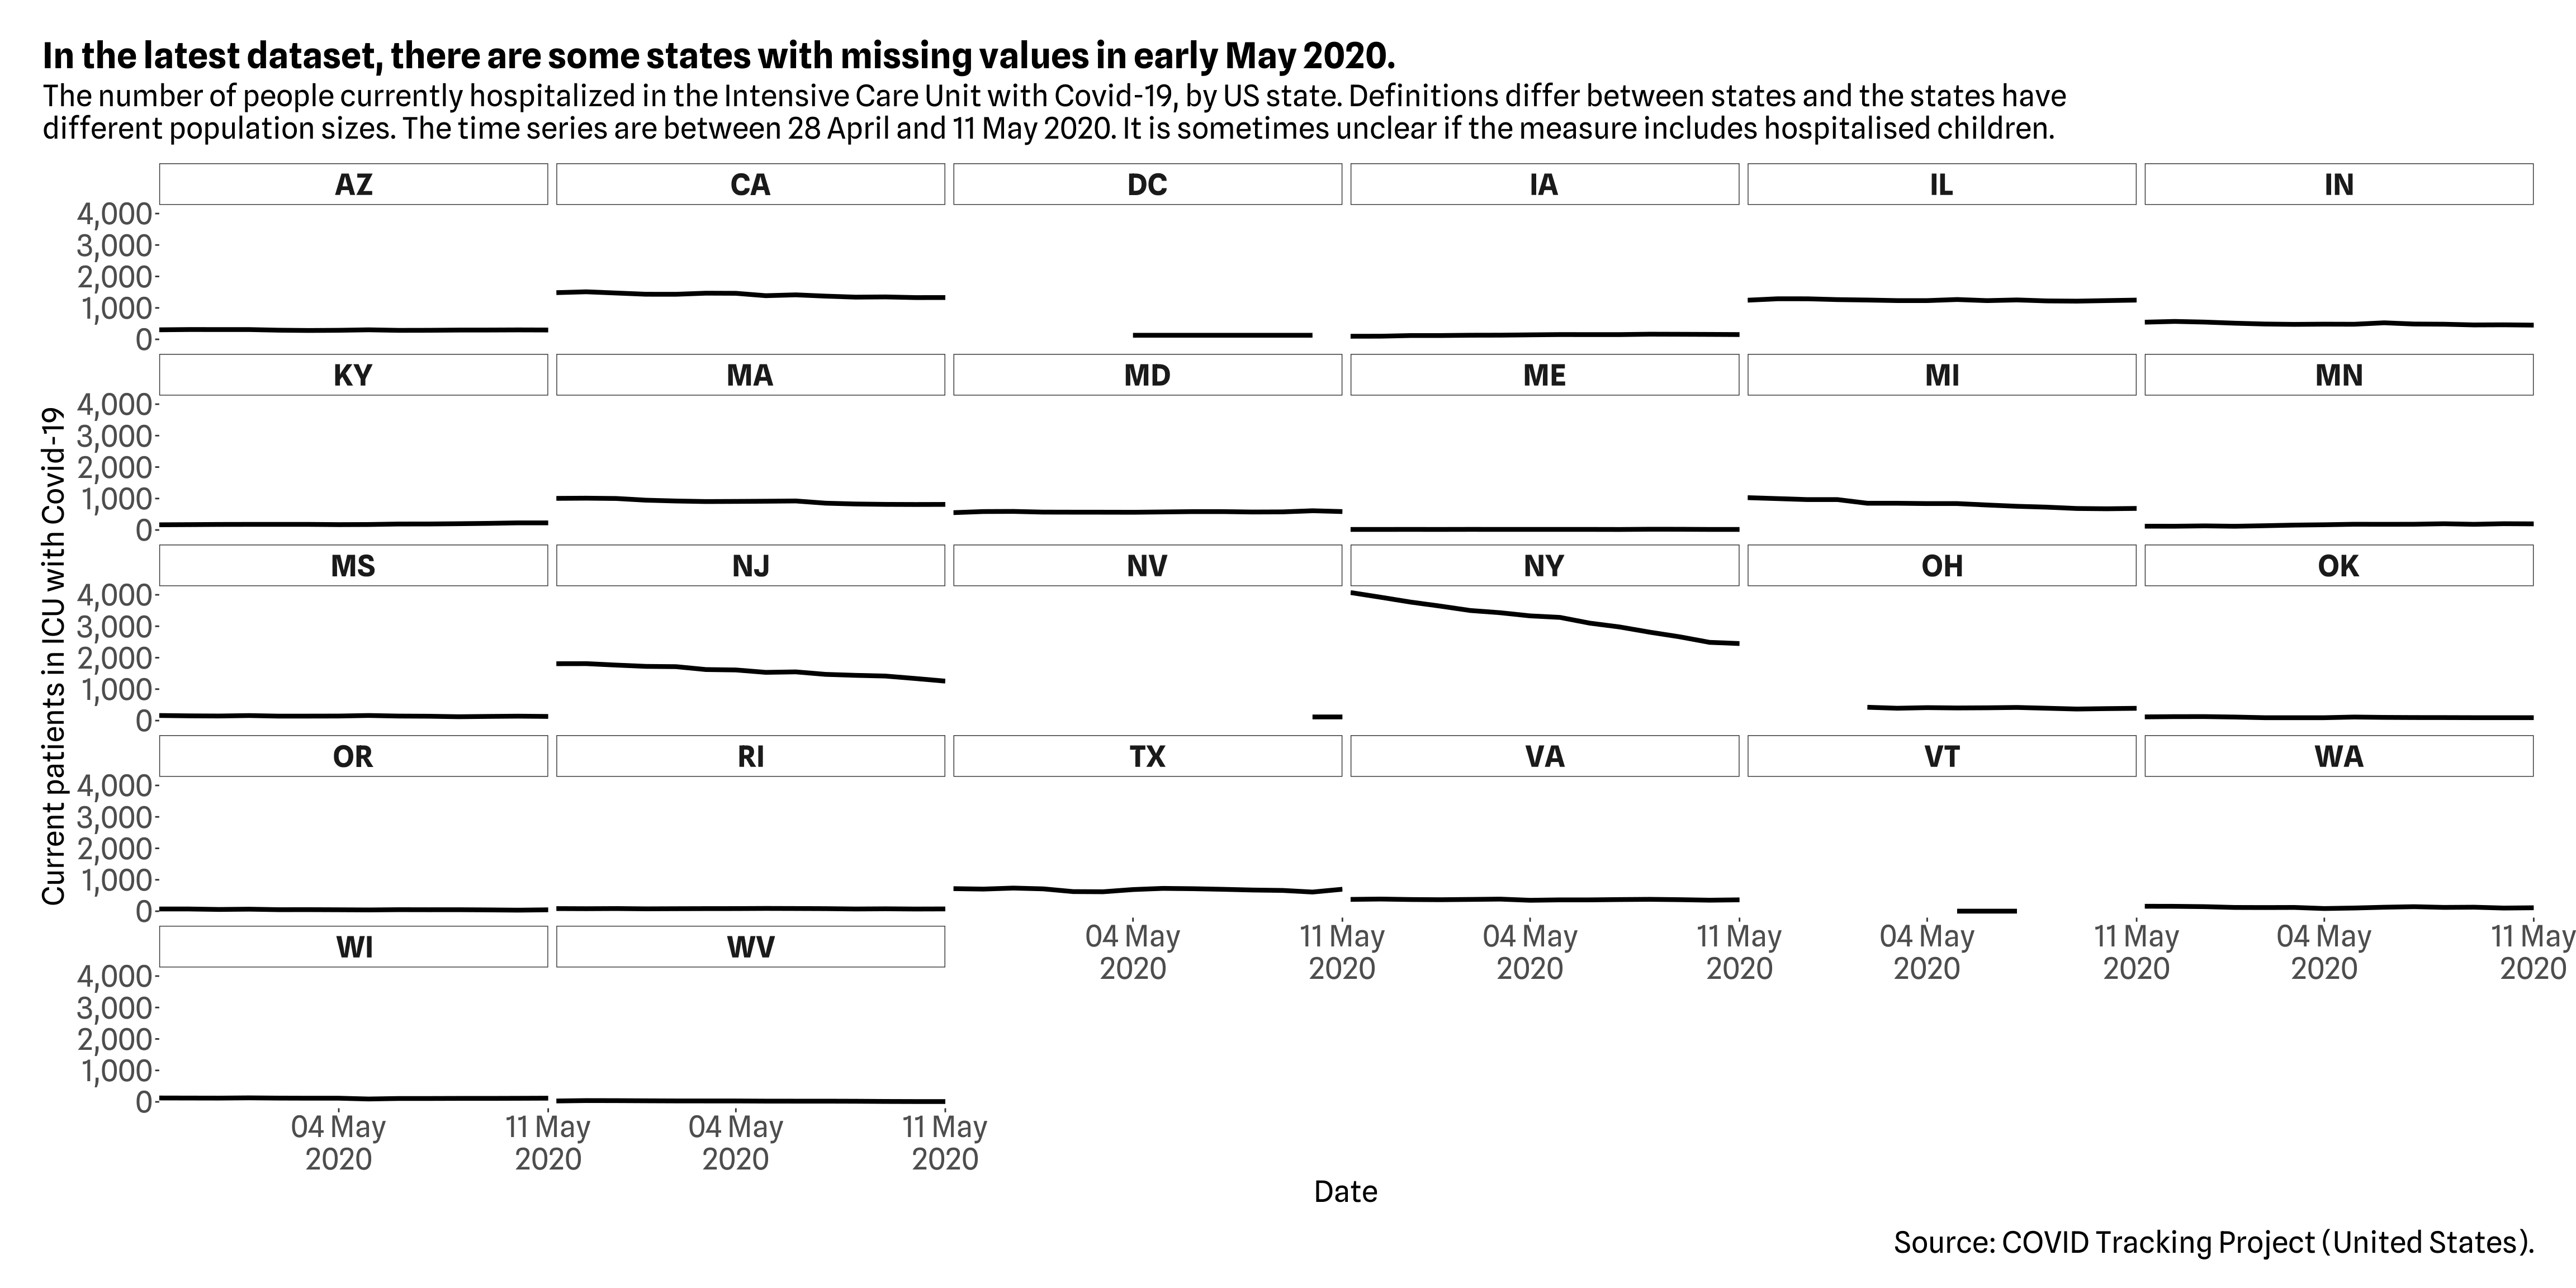 In the latest dataset, there are some states with missing values in early May 2020.
The number of people currently hospitalized in the Intensive Care Unit with Covid-19, by US state. Definitions differ between states and the states have
different population sizes. The time series are between 28 April and 11 May 2020. It is sometimes unclear if the measure includes hospitalised children.
Current patients in ICU with Covid-19
AZ CA DC IA IL IN
4,000
3,000
2,000
1,000
0
KY MA MD ME MI MN
4,000
3,000
2,000
1,000
0
MS NJ NV NY OH OK
4,000
3,000
2,000
1,000
0
OR RI TX VA VT WA
4,000
3,000
2,000
1,000
0
04 May 11 May 04 May 11 May 04 May 11 May 04 May 11 May
2020 2020 2020 2020 2020 2020 2020 2020
WI WV
4,000
3,000
2,000
1,000
0
04 May 11 May 04 May 11 May
2020 2020 2020 2020
Date
Source: COVID Tracking Project (United States).